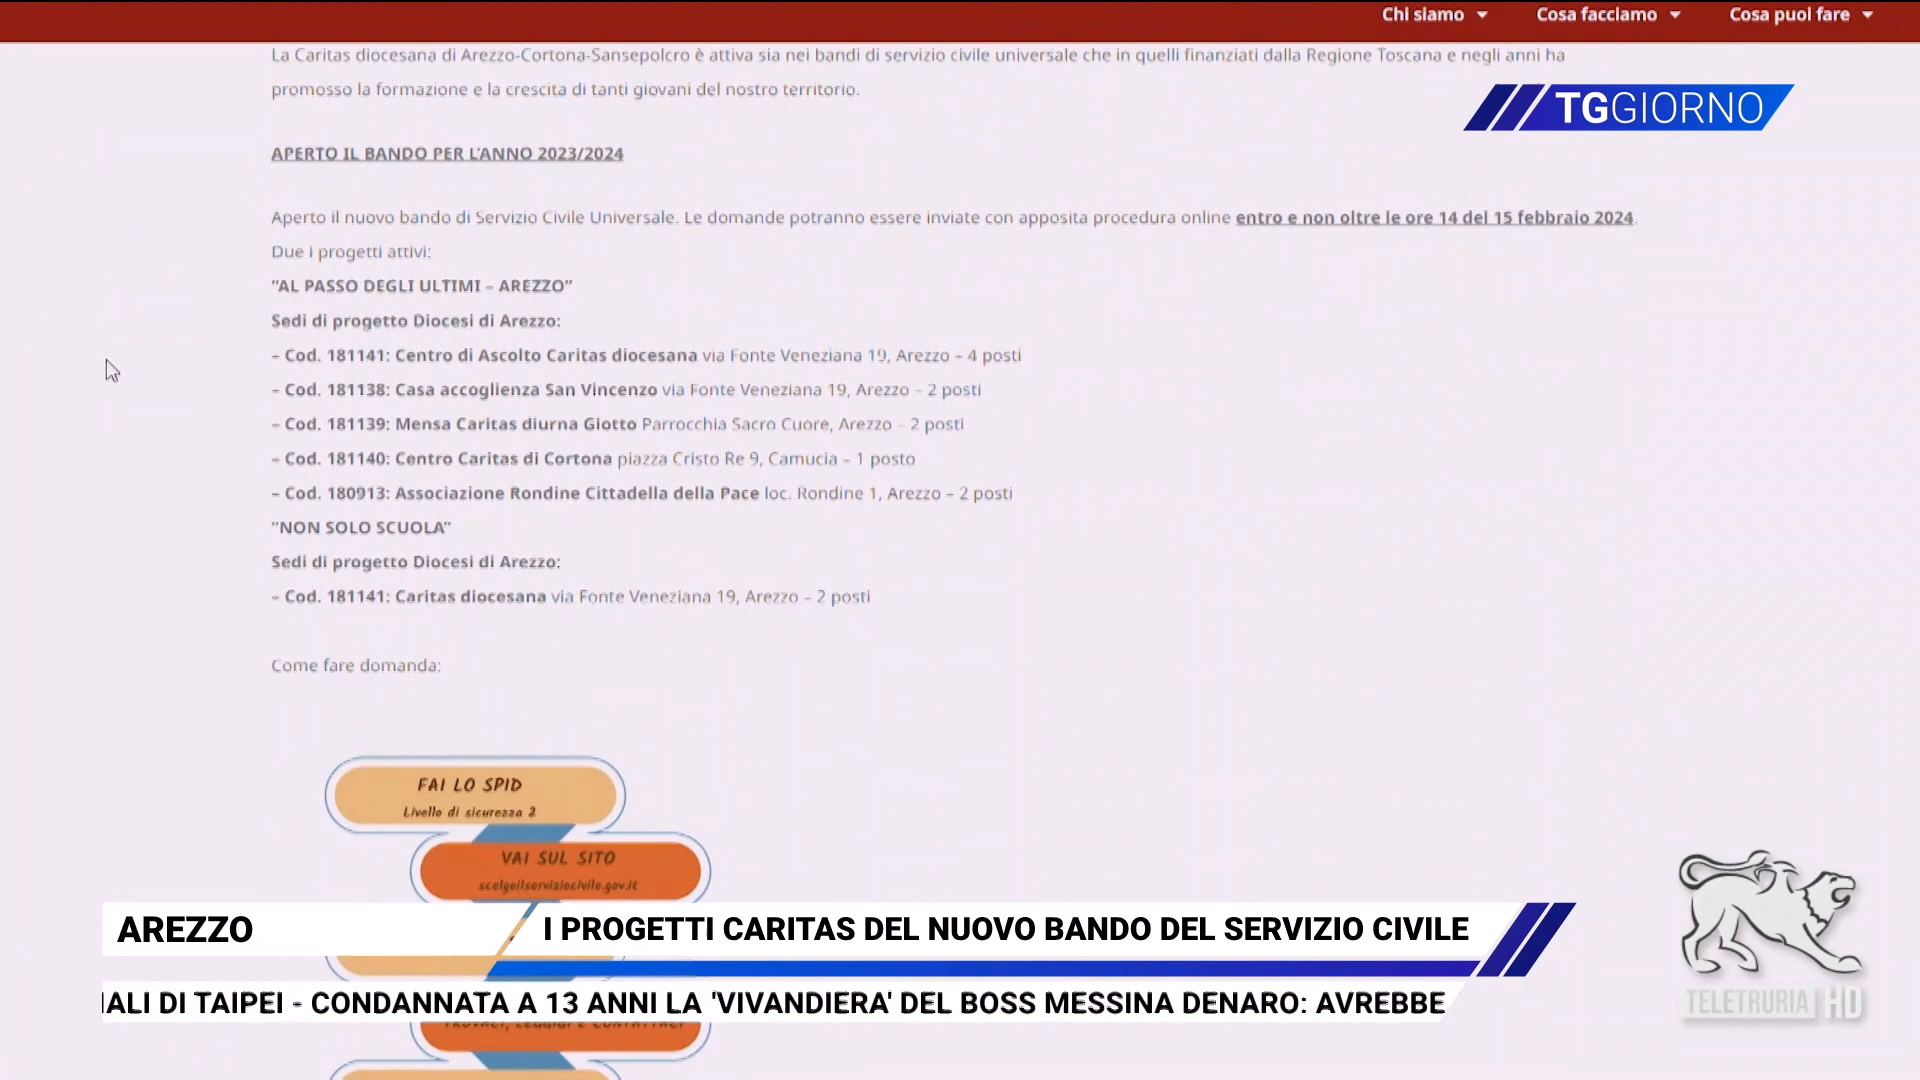 Chi siamo
Cosa facciamo
Cosa puoi fare
La Caritas diocesana di Arezzo-Cortona-Sansepolcro è attiva sia nei bandi di servizio civile universale che in quelli finanziati dalla Regione Toscana e negli anni ha
promosso la formazione e la crescita di tanti giovani del nostro territorio.
TGGIORNO
APERTO IL BANDO PER L'ANNO 2023/2024
Aperto il nuovo bando di Servizio Civile Universale. Le domande potranno essere inviate con apposita procedura online entro e non oltre le ore 14 del 15 febbraio 2024.
Due i progetti attivi:
"AL PASSO DEGLI ULTIMI – AREZZO"
Sedi di progetto Diocesi di Arezzo:
– Cod. 181141: Centro di Ascolto Caritas diocesana via Fonte Veneziana 19, Arezzo – 4 posti
– Cod. 181138: Casa accoglienza San Vincenzo via Fonte Veneziana 19, Arezzo – 2 posti
– Cod. 181139: Mensa Caritas diurna Giotto Parrocchia Sacro Cuore, Arezzo – 2 posti
– Cod. 181140: Centro Caritas di Cortona piazza Cristo Re 9, Camucia – 1 posto
– Cod. 180913: Associazione Rondine Cittadella della Pace loc. Rondine 1, Arezzo – 2 posti
"NON SOLO SCUOLA"
Sedi di progetto Diocesi di Arezzo:
– Cod. 181141: Caritas diocesana via Fonte Veneziana 19, Arezzo – 2 posti
Come fare domanda:
FAI LO SPID
Livello di sicurezza 2
VAI SUL SITO
scelgoilserviziocivile.gov.it
AREZZO
I PROGETTI CARITAS DEL NUOVO BANDO DEL SERVIZIO CIVILE
IALI DI TAIPEI - CONDANNATA A 13 ANNI LA 'VIVANDIERA' DEL BOSS MESSINA DENARO: AVREBBE
TELETRURIA HD